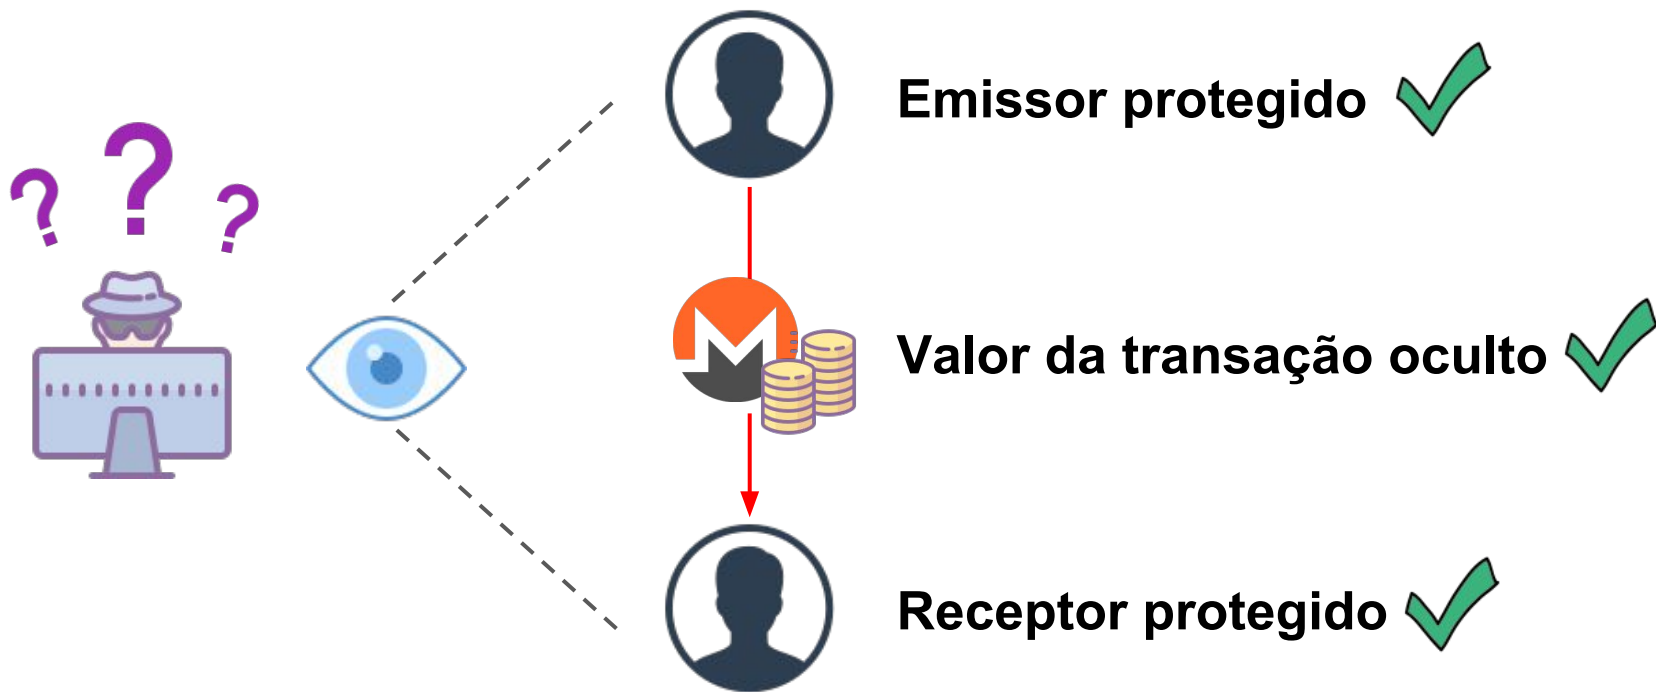 ? ? ?
Emissor protegido
Valor da transação oculto
Receptor protegido